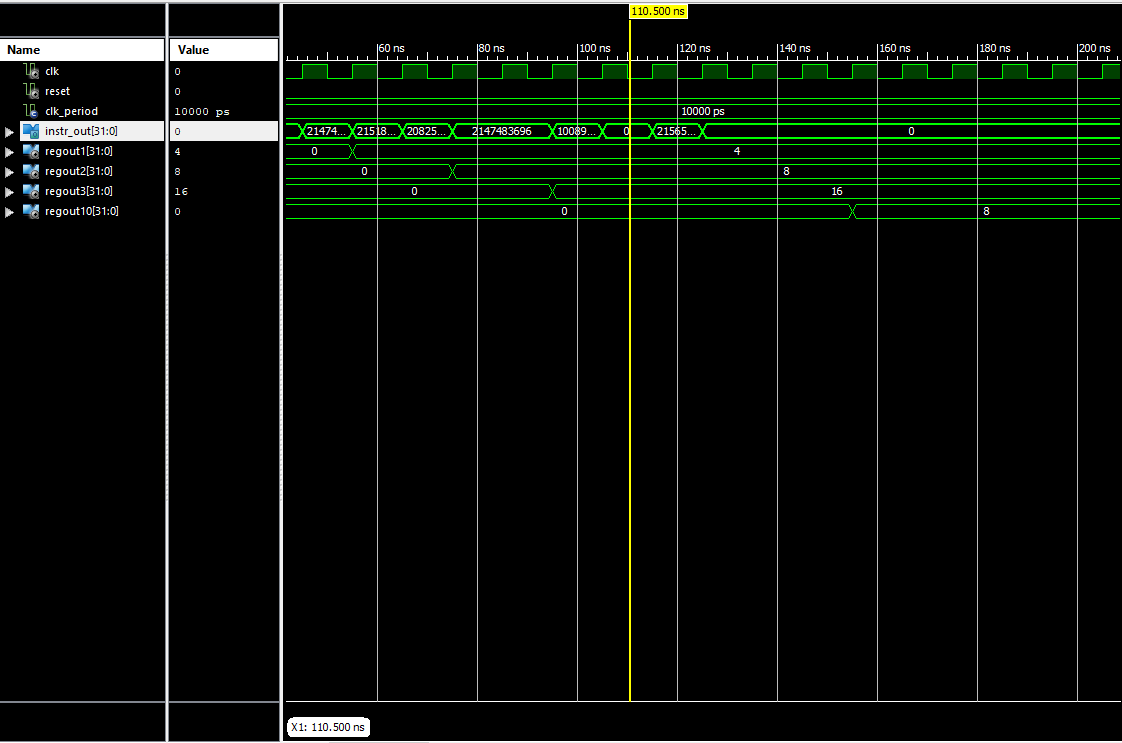 110.500 ns
Name Value 60 ns 80 ns 100 ns 120 ns 140 ns 160 ns 180 ns 200 ns
clk 0
reset 0
clk_period 10000 ps 10000 ps
instr_out[31:0] 0 21474... 21518... 20825... 2147483696 10089... 0 21565... 0
regout1[31:0] 4 0 4
regout2[31:0] 8 0 8
regout3[31:0] 16 0 16
regout10[31:0] 0 0 8
X1: 110.500 ns